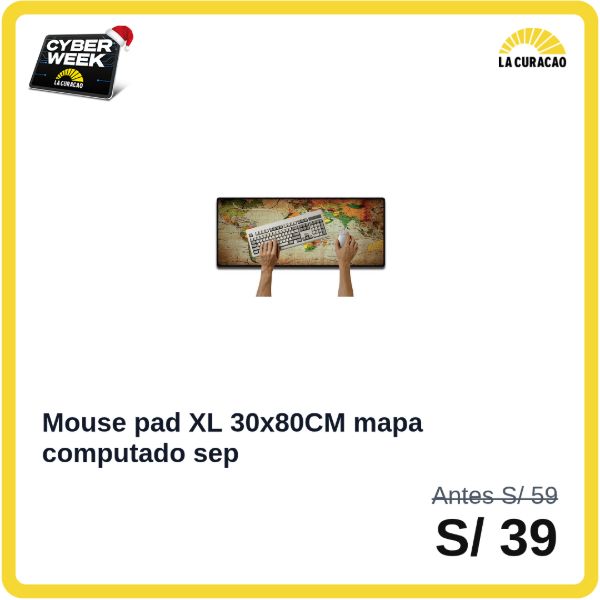 CYBER
WEEK
LA CURACAO
LA CURACAO
Mouse pad XL 30x80CM mapa
computado sep
Antes S/ 59
S/ 39